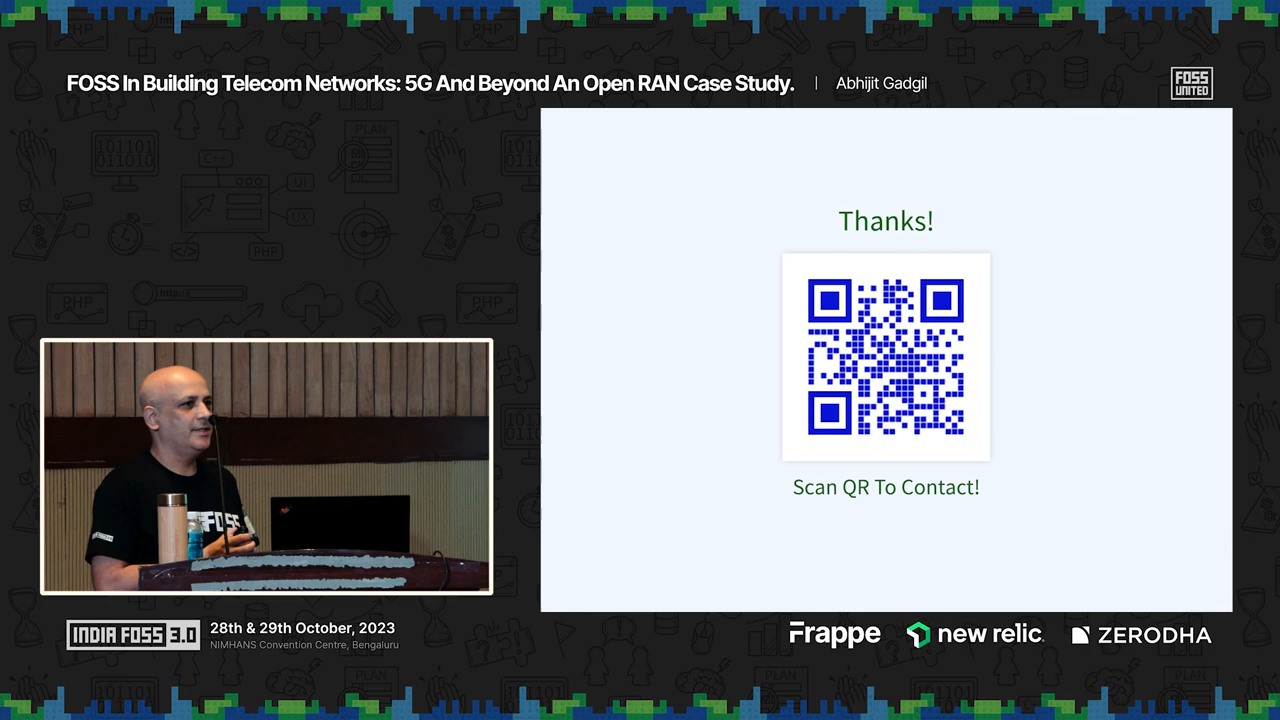 FOSS In Building Telecom Networks: 5G And Beyond An Open RAN Case Study. | Abhijit Gadgil
FOSS
UNITED
Thanks!
Scan QR To Contact!
FOSS
INDIA FOSS 3.0
28th & 29th October, 2023
NIMHANS Convention Centre, Bengaluru
Frappe
new relic
ZERODHA